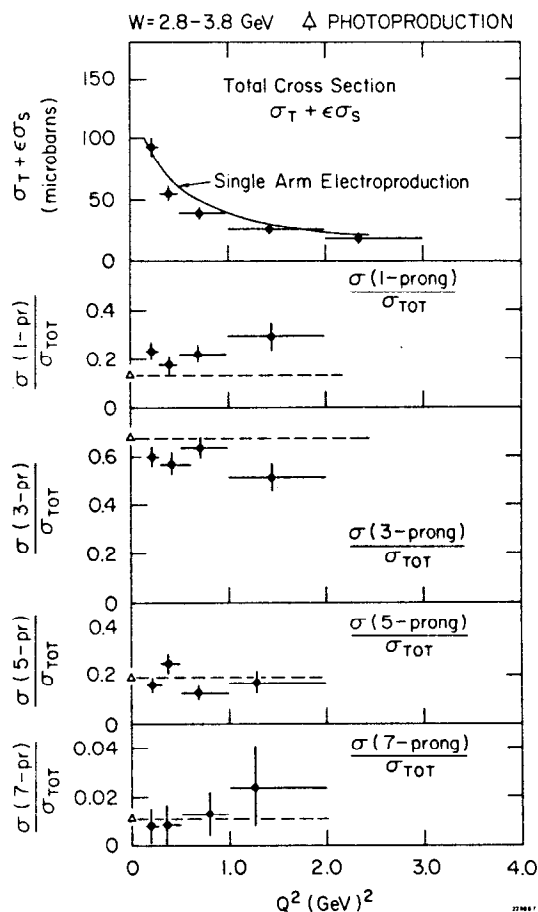 W=2.8-3.8 GeV △ PHOTOPRODUCTION
150
100
50
0
σT + εσS
(microbarns)
Total Cross Section
σT + εσS
Single Arm Electroproduction
0.4
0.2
0
σ (1-pr)
σTOT
σ (1-prong)
σTOT
0.6
0.4
0.2
0
σ (3-pr)
σTOT
σ (3-prong)
σTOT
0.4
0.2
0
σ (5-pr)
σTOT
σ (5-prong)
σTOT
0.04
0.02
0
σ (7-pr)
σTOT
σ (7-prong)
σTOT
0 1.0 2.0 3.0 4.0
Q² (GeV)²